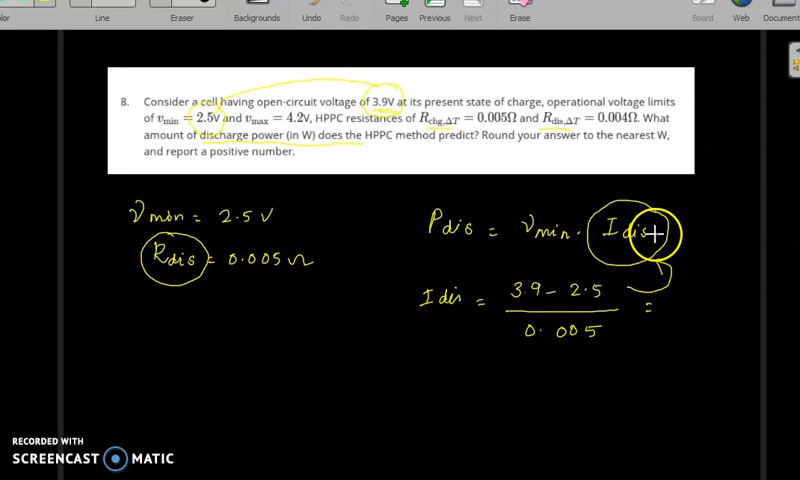 olor
Line
Eraser
Backgrounds
Undo
Redo
Pages
Previous
Next
Erase
Board
Web
Document
8. Consider a cell having open-circuit voltage of 3.9V at its present state of charge, operational voltage limits
of vmin = 2.5V and vmax = 4.2V, HPPC resistances of Rchg,ΔT = 0.005Ω and Rdis,ΔT = 0.004Ω. What
amount of discharge power (in W) does the HPPC method predict? Round your answer to the nearest W,
and report a positive number.
Vmin = 2.5 V
Rdis = 0.005 Ω
Pdis = Vmin . Idis
Idis = 3.9 - 2.5 =
0.005
RECORDED WITH
SCREENCAST MATIC